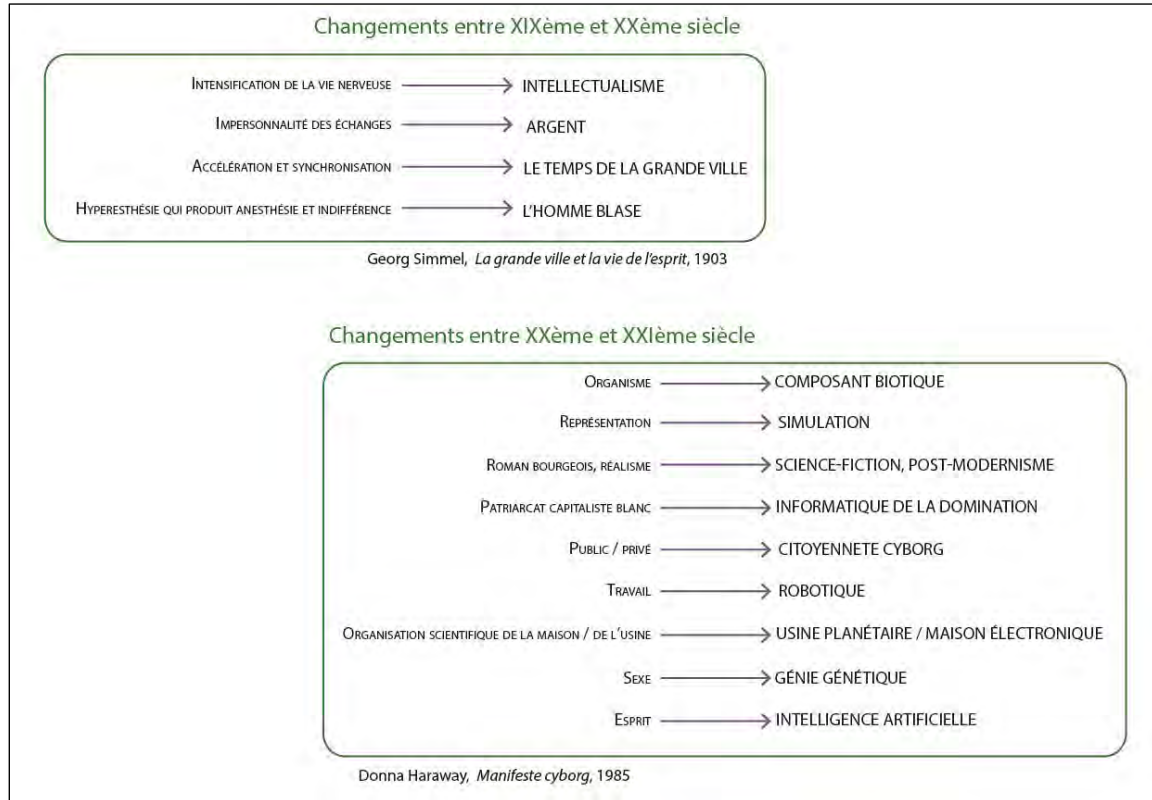 Changements entre XIXème et XXème siècle
Intensification de la vie nerveuse → INTELLECTUALISME
Impersonnalité des échanges → ARGENT
Accélération et synchronisation → LE TEMPS DE LA GRANDE VILLE
Hyperesthésie qui produit anesthésie et indifférence → L'HOMME BLASE
Georg Simmel, La grande ville et la vie de l'esprit, 1903
Changements entre XXème et XXIème siècle
Organisme → COMPOSANT BIOTIQUE
Représentation → SIMULATION
Roman bourgeois, réalisme → SCIENCE-FICTION, POST-MODERNISME
Patriarcat capitaliste blanc → INFORMATIQUE DE LA DOMINATION
Public / privé → CITOYENNETE CYBORG
Travail → ROBOTIQUE
Organisation scientifique de la maison / de l'usine → USINE PLANÉTAIRE / MAISON ÉLECTRONIQUE
Sexe → GÉNIE GÉNÉTIQUE
Esprit → INTELLIGENCE ARTIFICIELLE
Donna Haraway, Manifeste cyborg, 1985